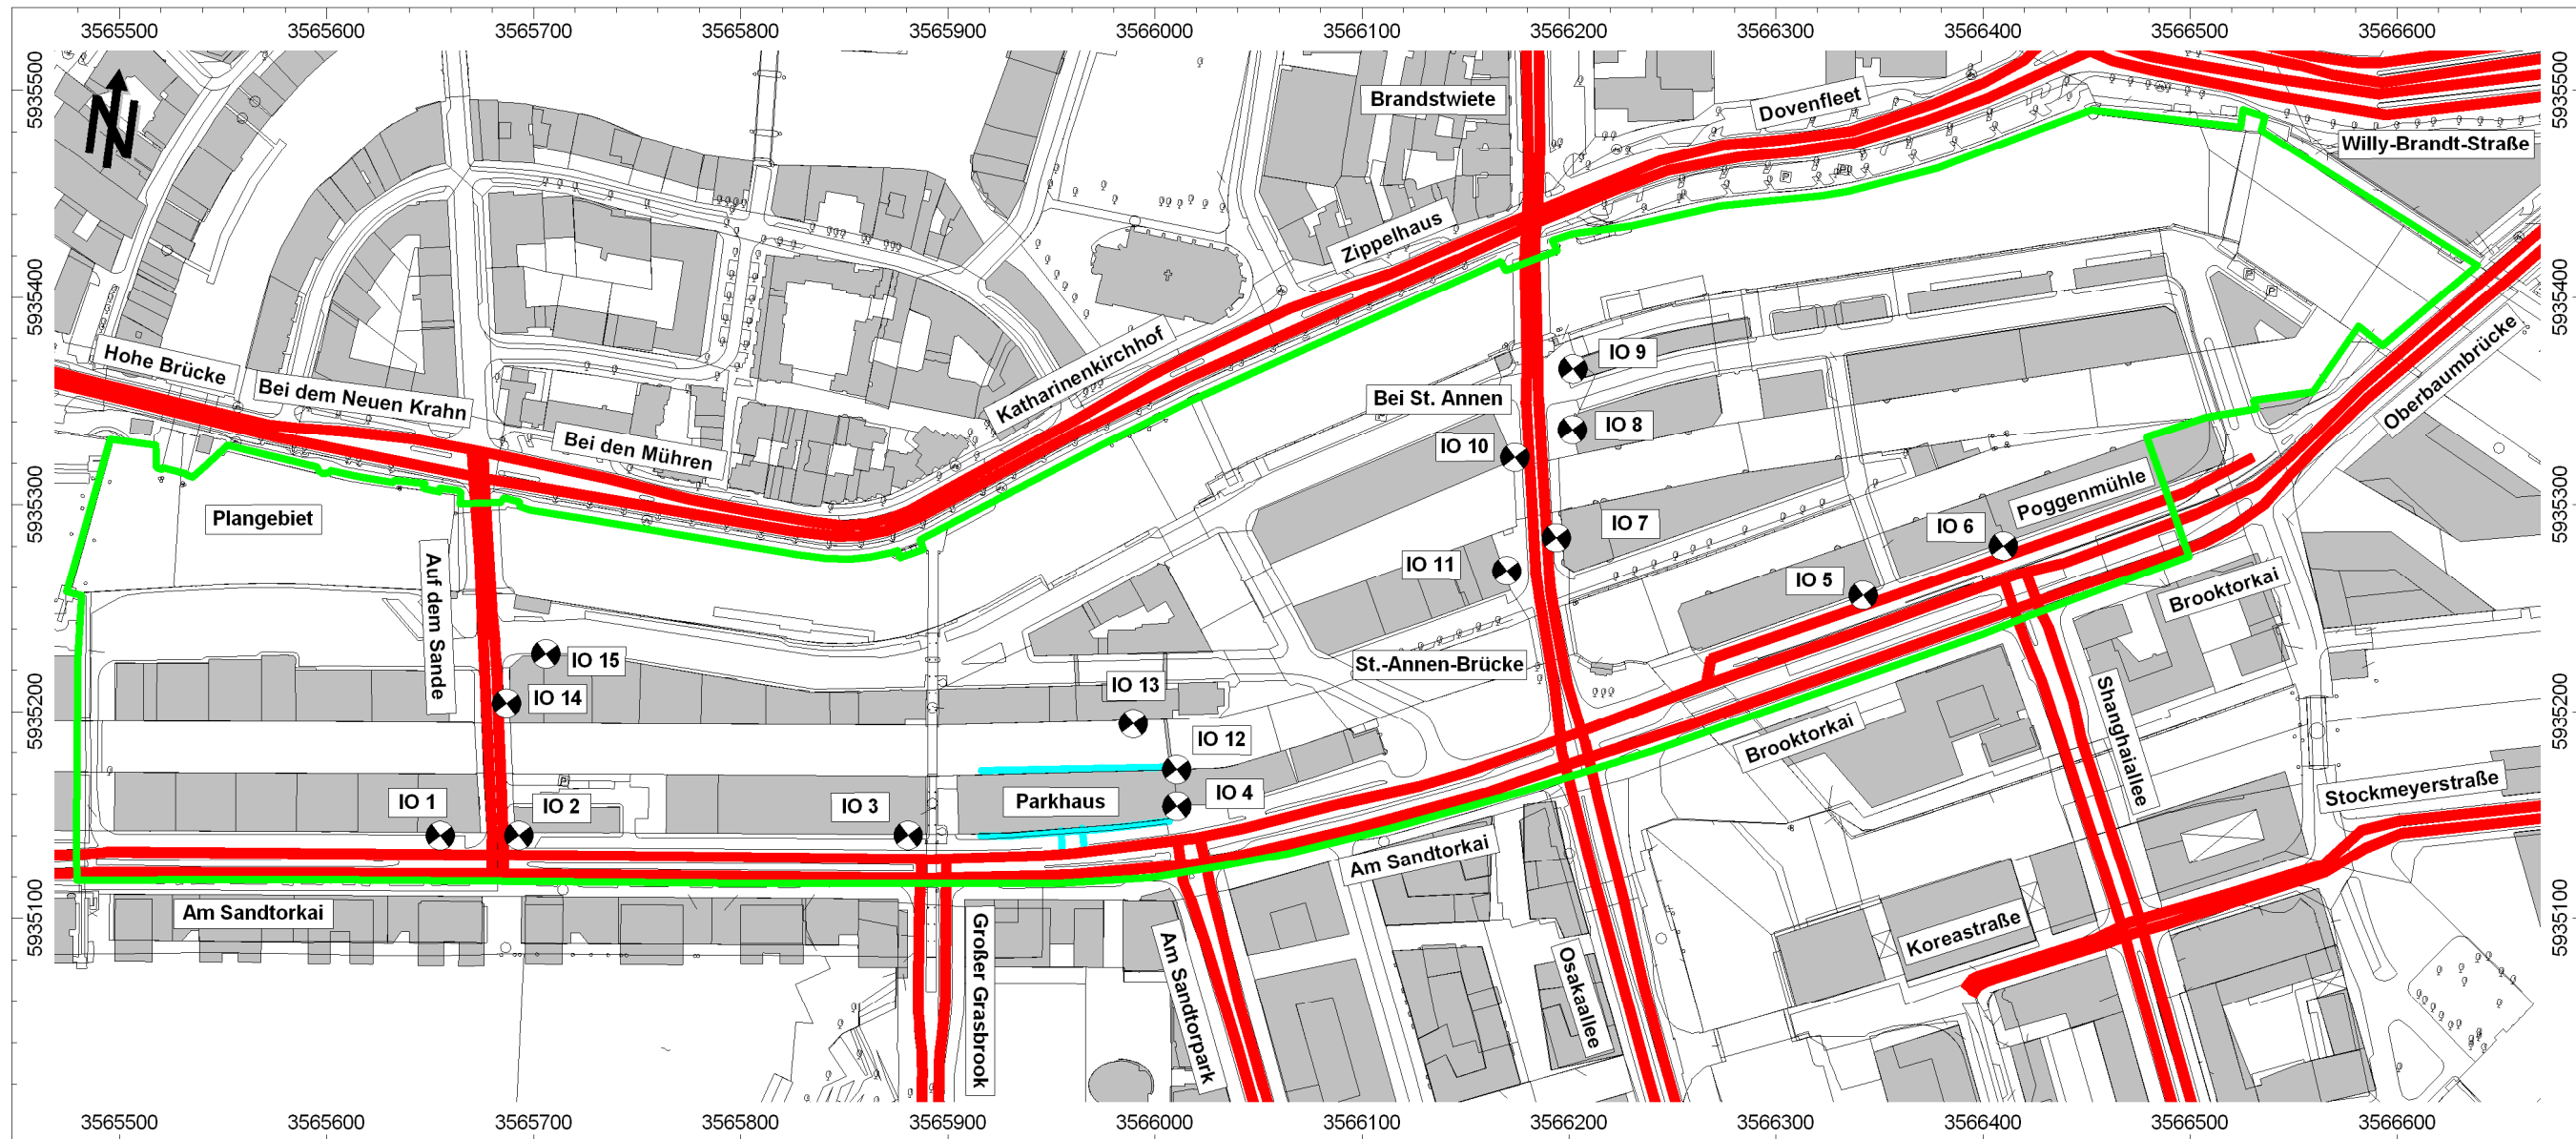 3565500 3565600 3565700 3565800 3565900 3566000 3566100 3566200 3566300 3566400 3566500 3566600
5935500
5935500
N
Brandstwiete
Dovenfleet
Willy-Brandt-Straße
Zippelhaus
5935400
5935400
Hohe Brücke
Bei dem Neuen Krahn
Katharinenkirchhof
IO 9
Oberbaumbrücke
Bei St. Annen
IO 8
Bei den Mühren
IO 10
5935300
5935300
Plangebiet
Poggenmühle
IO 7
IO 6
IO 11
IO 5
Brooktorkai
Auf dem Sande
IO 15
St.-Annen-Brücke
IO 13
IO 14
5935200
5935200
Brooktorkai
IO 12
Shanghaiallee
Stockmeyerstraße
IO 1
IO 2
IO 3
Parkhaus
IO 4
Am Sandtorkai
5935100
5935100
Am Sandtorkai
Großer Grasbrook
Am Sandtorpark
Osakaallee
Koreastraße
3565500 3565600 3565700 3565800 3565900 3566000 3566100 3566200 3566300 3566400 3566500 3566600